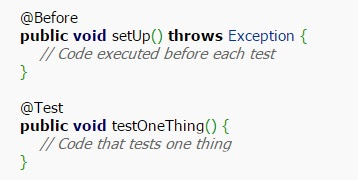 @Before
public void setUp() throws Exception {
// Code executed before each test
}
@Test
public void testOneThing() {
// Code that tests one thing
}